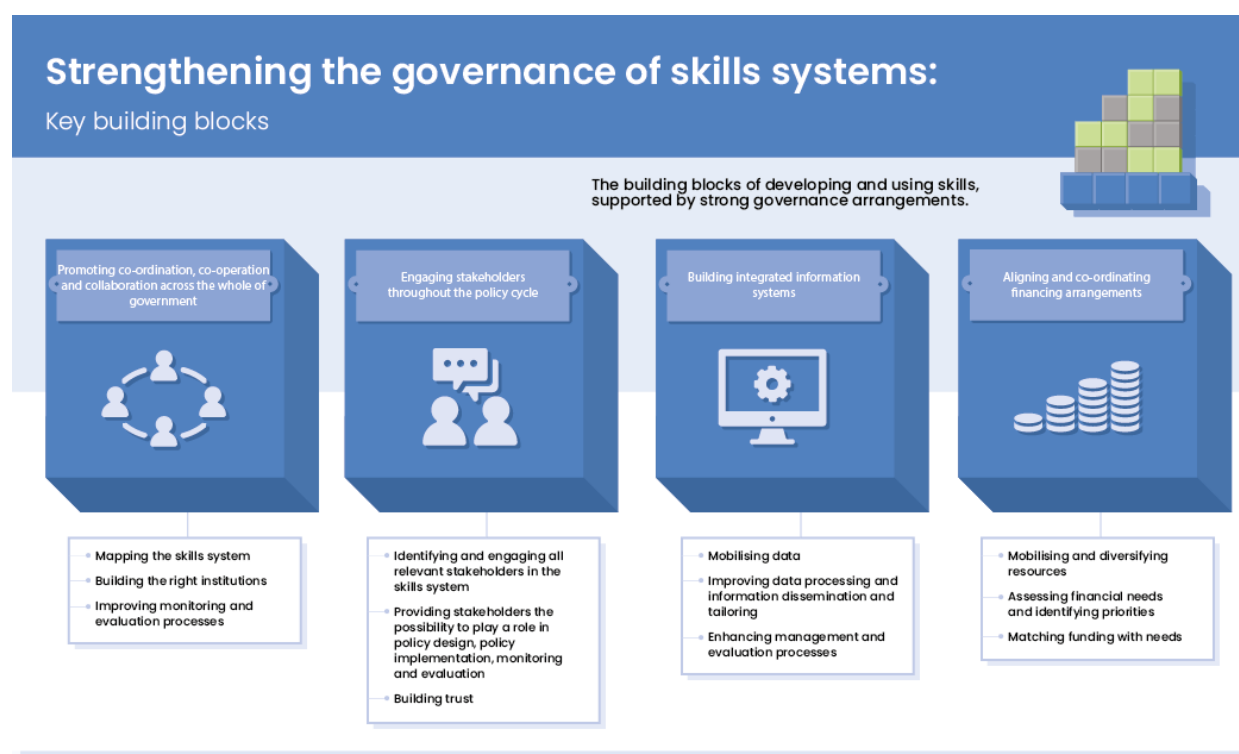 Strengthening the governance of skills systems:
Key building blocks
The building blocks of developing and using skills,
supported by strong governance arrangements.
Promoting co-ordination, co-operation
and collaboration across the whole of
government
Mapping the skills system
Building the right institutions
Improving monitoring and
evaluation processes
Engaging stakeholders
throughout the policy cycle
Identifying and engaging all
relevant stakeholders in the
skills system
Providing stakeholders the
possibility to play a role in
policy design, policy
implementation, monitoring
and evaluation
Building trust
Building integrated information
systems
Mobilising data
Improving data processing and
information dissemination and
tailoring
Enhancing management and
evaluation processes
Aligning and co-ordinating
financing arrangements
Mobilising and diversifying
resources
Assessing financial needs
and identifying priorities
Matching funding with needs